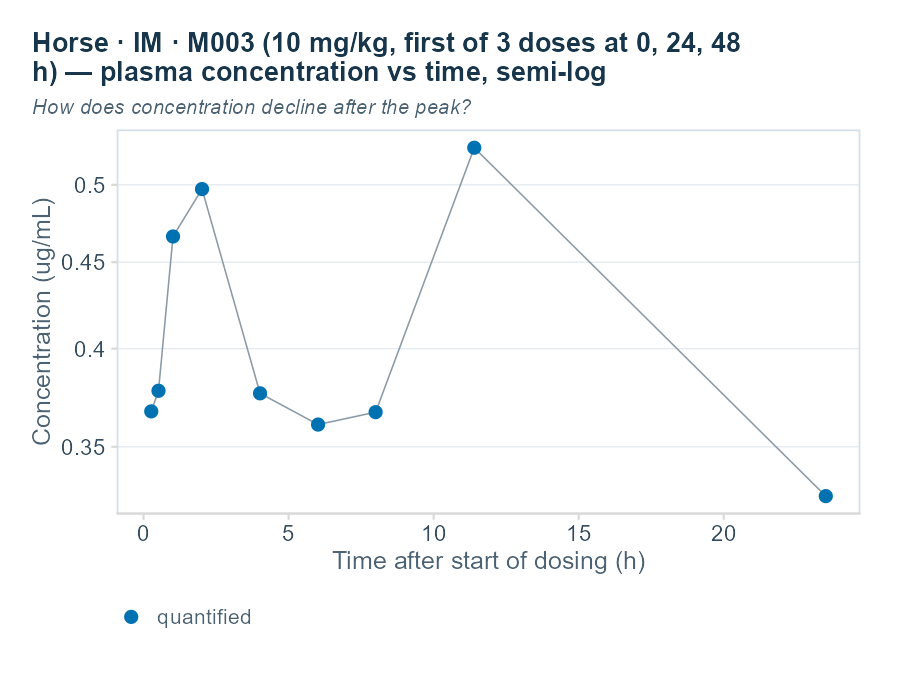 Horse · IM · M003 (10 mg/kg, first of 3 doses at 0, 24, 48
h) — plasma concentration vs time, semi-log
How does concentration decline after the peak?
Concentration (ug/mL)
0.5
0.45
0.4
0.35
0 5 10 15 20
Time after start of dosing (h)
quantified